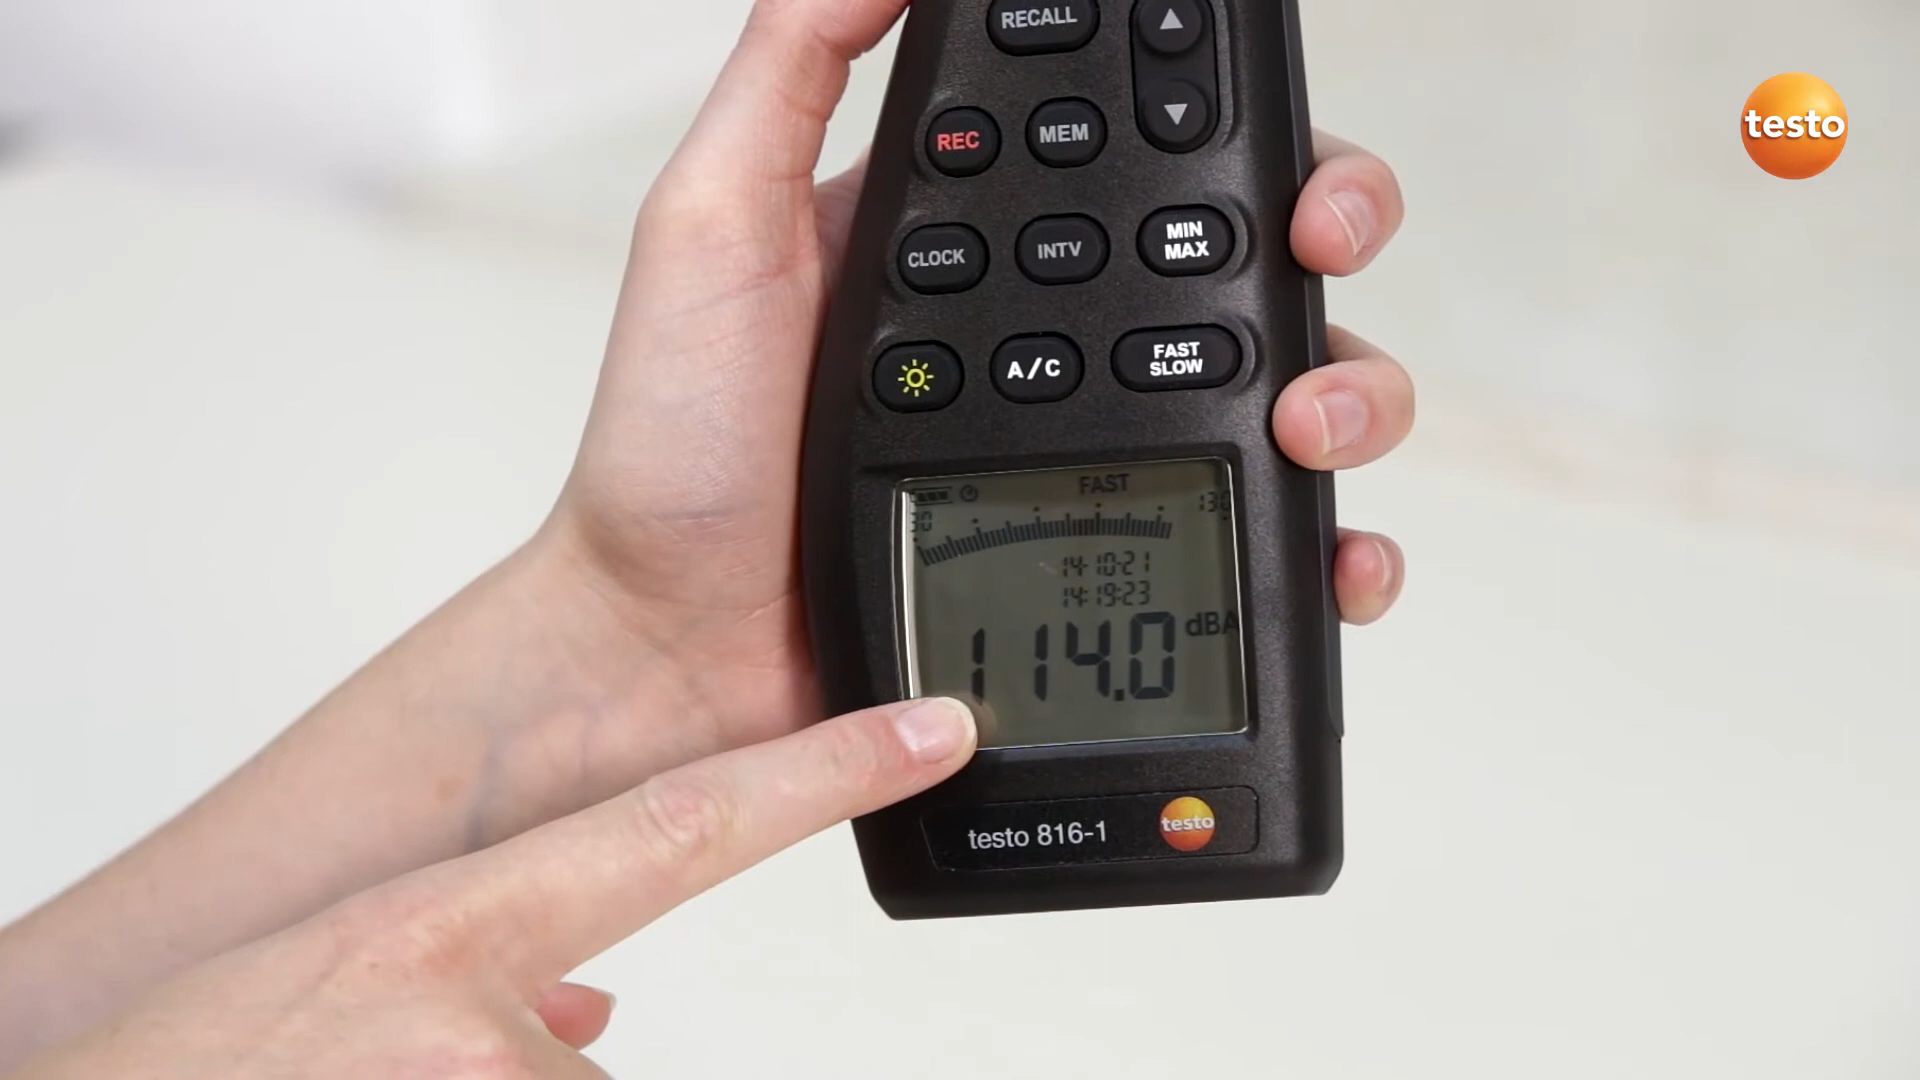 RECALL
▲
testo
REC
MEM
▼
CLOCK
INTV
MIN
MAX
A/C
FAST
SLOW
FAST
30
130
14-10-21
14:19:23
114.0 dBA
testo 816-1
testo